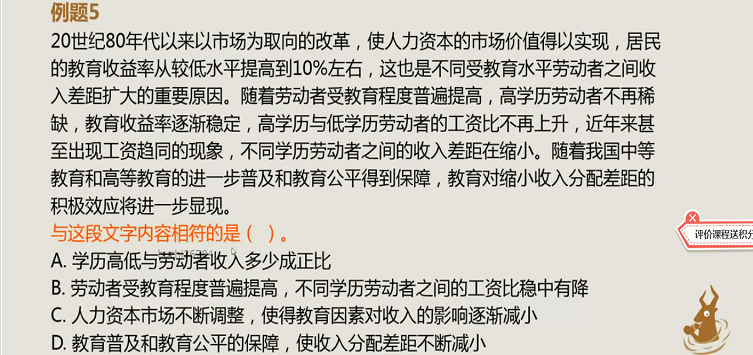 例题5
20世纪80年代以来以市场为取向的改革，使人力资本的市场价值得以实现，居民
的教育收益率从较低水平提高到10%左右，这也是不同受教育水平劳动者之间收
入差距扩大的重要原因。随着劳动者受教育程度普遍提高，高学历劳动者不再稀
缺，教育收益率逐渐稳定，高学历与低学历劳动者的工资比不再上升，近年来甚
至出现工资趋同的现象，不同学历劳动者之间的收入差距在缩小。随着我国中等
教育和高等教育的进一步普及和教育公平得到保障，教育对缩小收入分配差距的
积极效应将进一步显现。
与这段文字内容相符的是（  ）。
A. 学历高低与劳动者收入多少成正比
B. 劳动者受教育程度普遍提高，不同学历劳动者之间的工资比稳中有降
C. 人力资本市场不断调整，使得教育因素对收入的影响逐渐减小
D. 教育普及和教育公平的保障，使收入分配差距不断减小
评价课程送积分